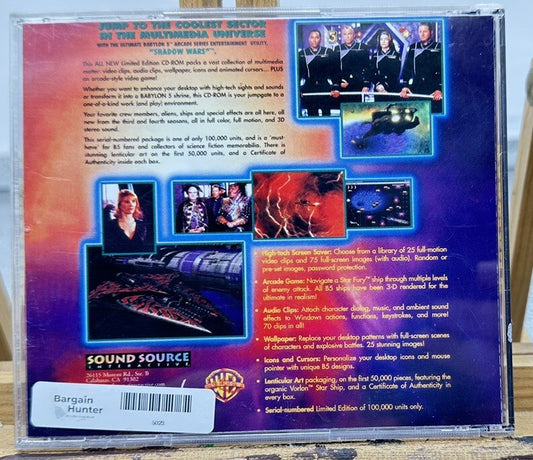 JUMP TO THE COOLEST SECTOR
IN THE MULTIMEDIA UNIVERSE
WITH THE ULTIMATE BABYLON 5™ ARCADE SERIES ENTERTAINMENT UTILITY,
"SHADOW WARS"™.
This ALL NEW Limited Edition CD-ROM packs a vast collection of multimedia
matter: video clips, audio clips, wallpaper, icons and animated cursors... PLUS
an arcade-style video game!
Whether you want to enhance your desktop with high-tech sights and sounds
or transform it into a BABYLON 5 shrine, this CD-ROM is your jumpgate to a
one-of-a-kind work (and play) environment.
Your favorite crew members, aliens, ships and special effects are all here, all
new from the third and fourth seasons, all in full color, full motion, and 3D
stereo sound.
This serial-numbered package is one of only 100,000 units, and is a 'must-
have' for B5 fans and collectors of science fiction memorabilia. There is
stunning lenticular art on the first 50,000 units, and a Certificate of
Authenticity inside each box.
• High-tech Screen Saver: Choose from a library of 25 full-motion
video clips and 75 full-screen images (with audio). Random or
pre-set images, password protection.
• Arcade Game: Navigate a Star Fury™ ship through multiple levels
of enemy attack. All B5 ships have been 3-D rendered for the
ultimate in realism!
• Audio Clips: Attach character dialog, music, and ambient sound
effects to Windows actions, functions, keystrokes, and more!
70 clips in all!
• Wallpaper: Replace your desktop patterns with full-screen scenes
of characters and explosive battles. 25 stunning images!
• Icons and Cursors: Personalize your desktop icons and mouse
pointer with unique B5 designs.
• Lenticular Art packaging, on the first 50,000 pieces, featuring the
organic Vorlon™ Star Ship, and a Certificate of Authenticity in
every box.
• Serial-numbered Limited Edition of 100,000 units only.
SOUND SOURCE
INTERACTIVE
26115 Mureau Rd., Ste. B
Calabasas, CA 91302
WB
Bargain
Hunter